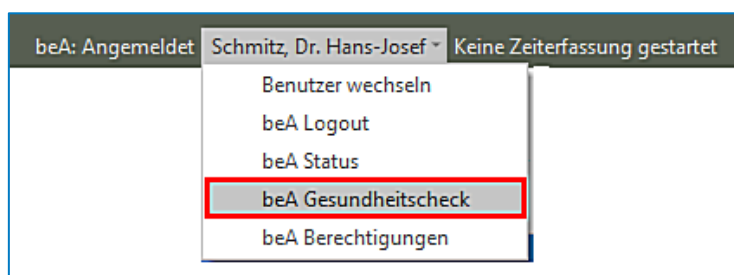 beA: Angemeldet Schmitz, Dr. Hans-Josef Keine Zeiterfassung gestartet
Benutzer wechseln
beA Logout
beA Status
beA Gesundheitscheck
beA Berechtigungen